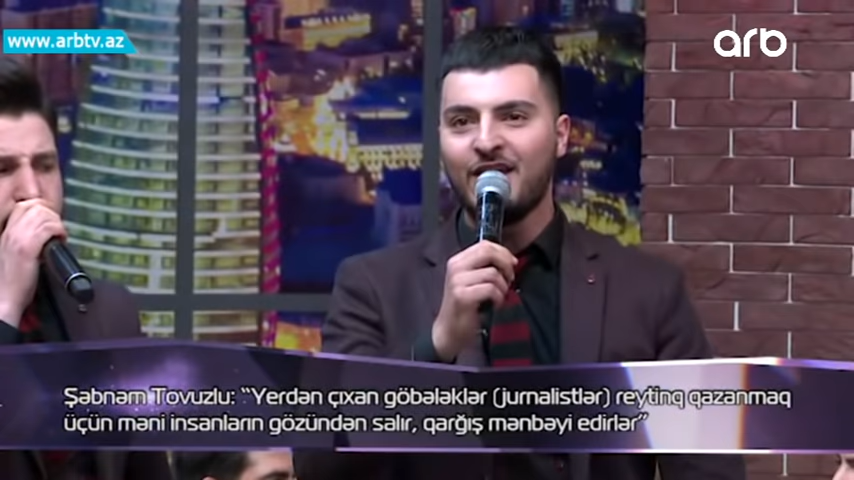 www.arbtv.az
arb
Şəbnəm Tovuzlu: “Yerdən çıxan göbələklər (jurnalistlər) reytinq qazanmaq
üçün məni insanların gözündən salır, qarğış mənbəyi edirlər”